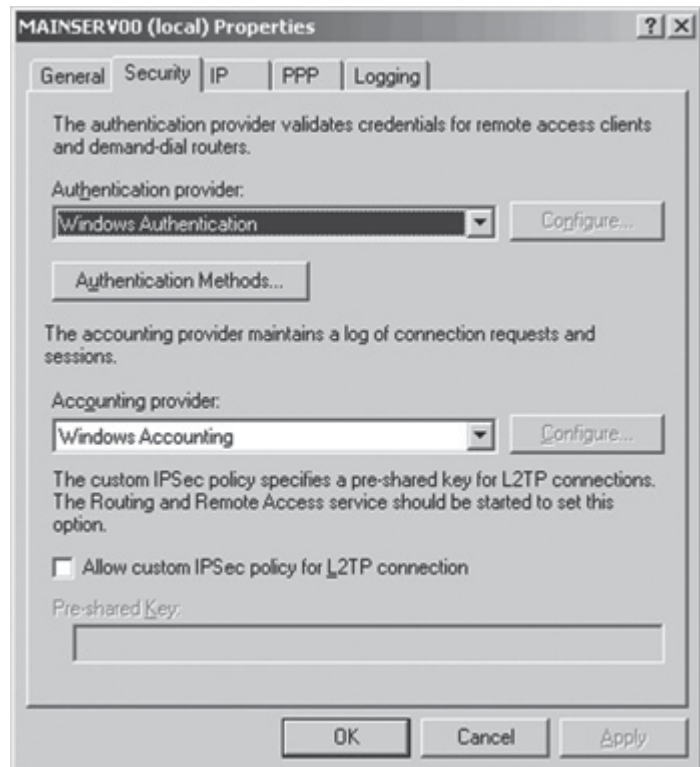 MAINSERV00 (local) Properties
General Security IP PPP Logging
The authentication provider validates credentials for remote access clients
and demand-dial routers.
Authentication provider:
Windows Authentication
Configure...
Authentication Methods...
The accounting provider maintains a log of connection requests and
sessions.
Accounting provider:
Windows Accounting
Configure...
The custom IPSec policy specifies a pre-shared key for L2TP connections.
The Routing and Remote Access service should be started to set this
option.
Allow custom IPSec policy for L2TP connection
Pre-shared Key:
OK Cancel Apply